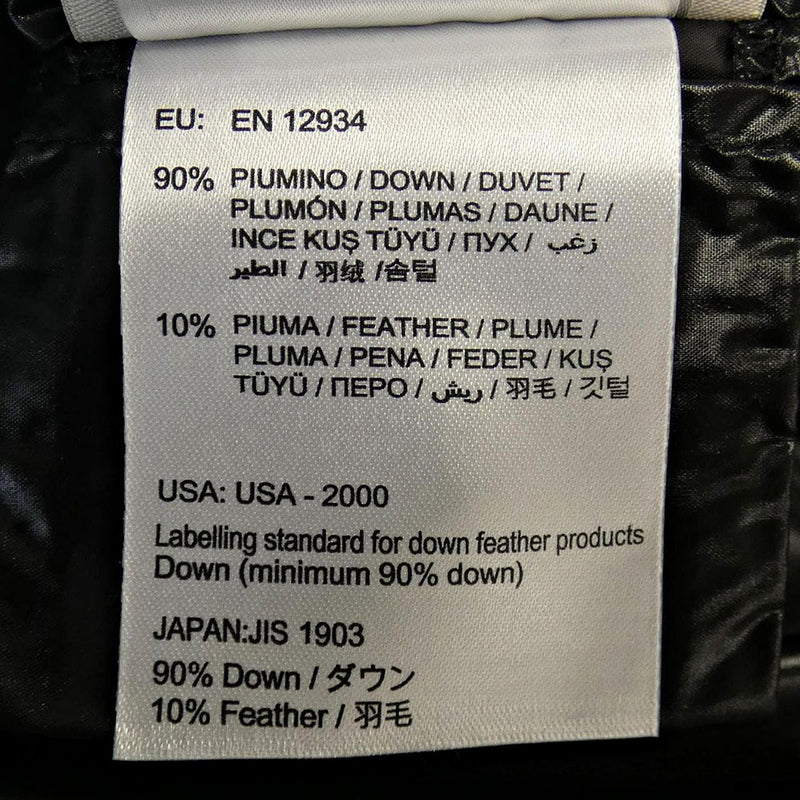 EU: EN 12934
90% PIUMINO / DOWN / DUVET /
PLUMÓN / PLUMAS / DAUNE /
INCE KUŞ TÜYÜ / ПУХ / زغب
الطير / 羽绒 /솜털
10% PIUMA / FEATHER / PLUME /
PLUMA / PENA / FEDER / KUŞ
TÜYÜ / ПЕРО / ريش / 羽毛 / 깃털
USA: USA - 2000
Labelling standard for down feather products
Down (minimum 90% down)
JAPAN:JIS 1903
90% Down / ダウン
10% Feather / 羽毛